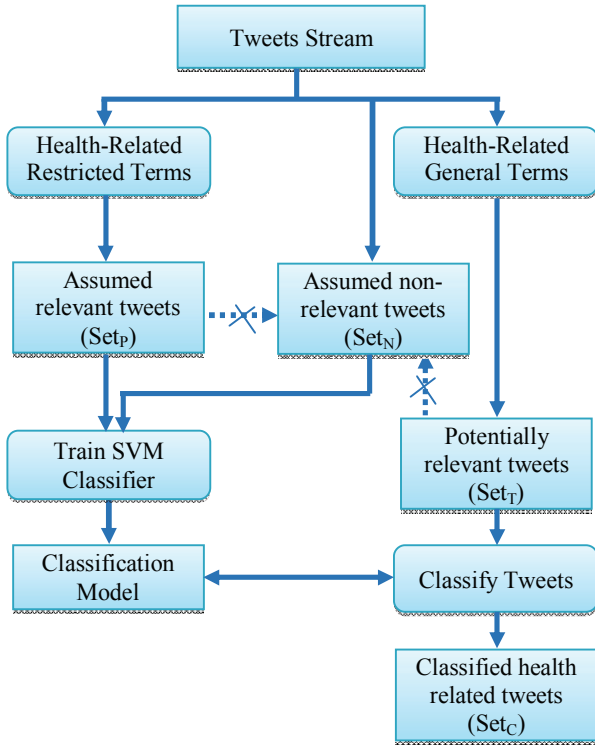 Tweets Stream
Health-Related
Restricted Terms
Health-Related
General Terms
Assumed
relevant tweets
(SetP)
Assumed non-
relevant tweets
(SetN)
Train SVM
Classifier
Potentially
relevant tweets
(SetT)
Classification
Model
Classify Tweets
Classified health
related tweets
(SetC)